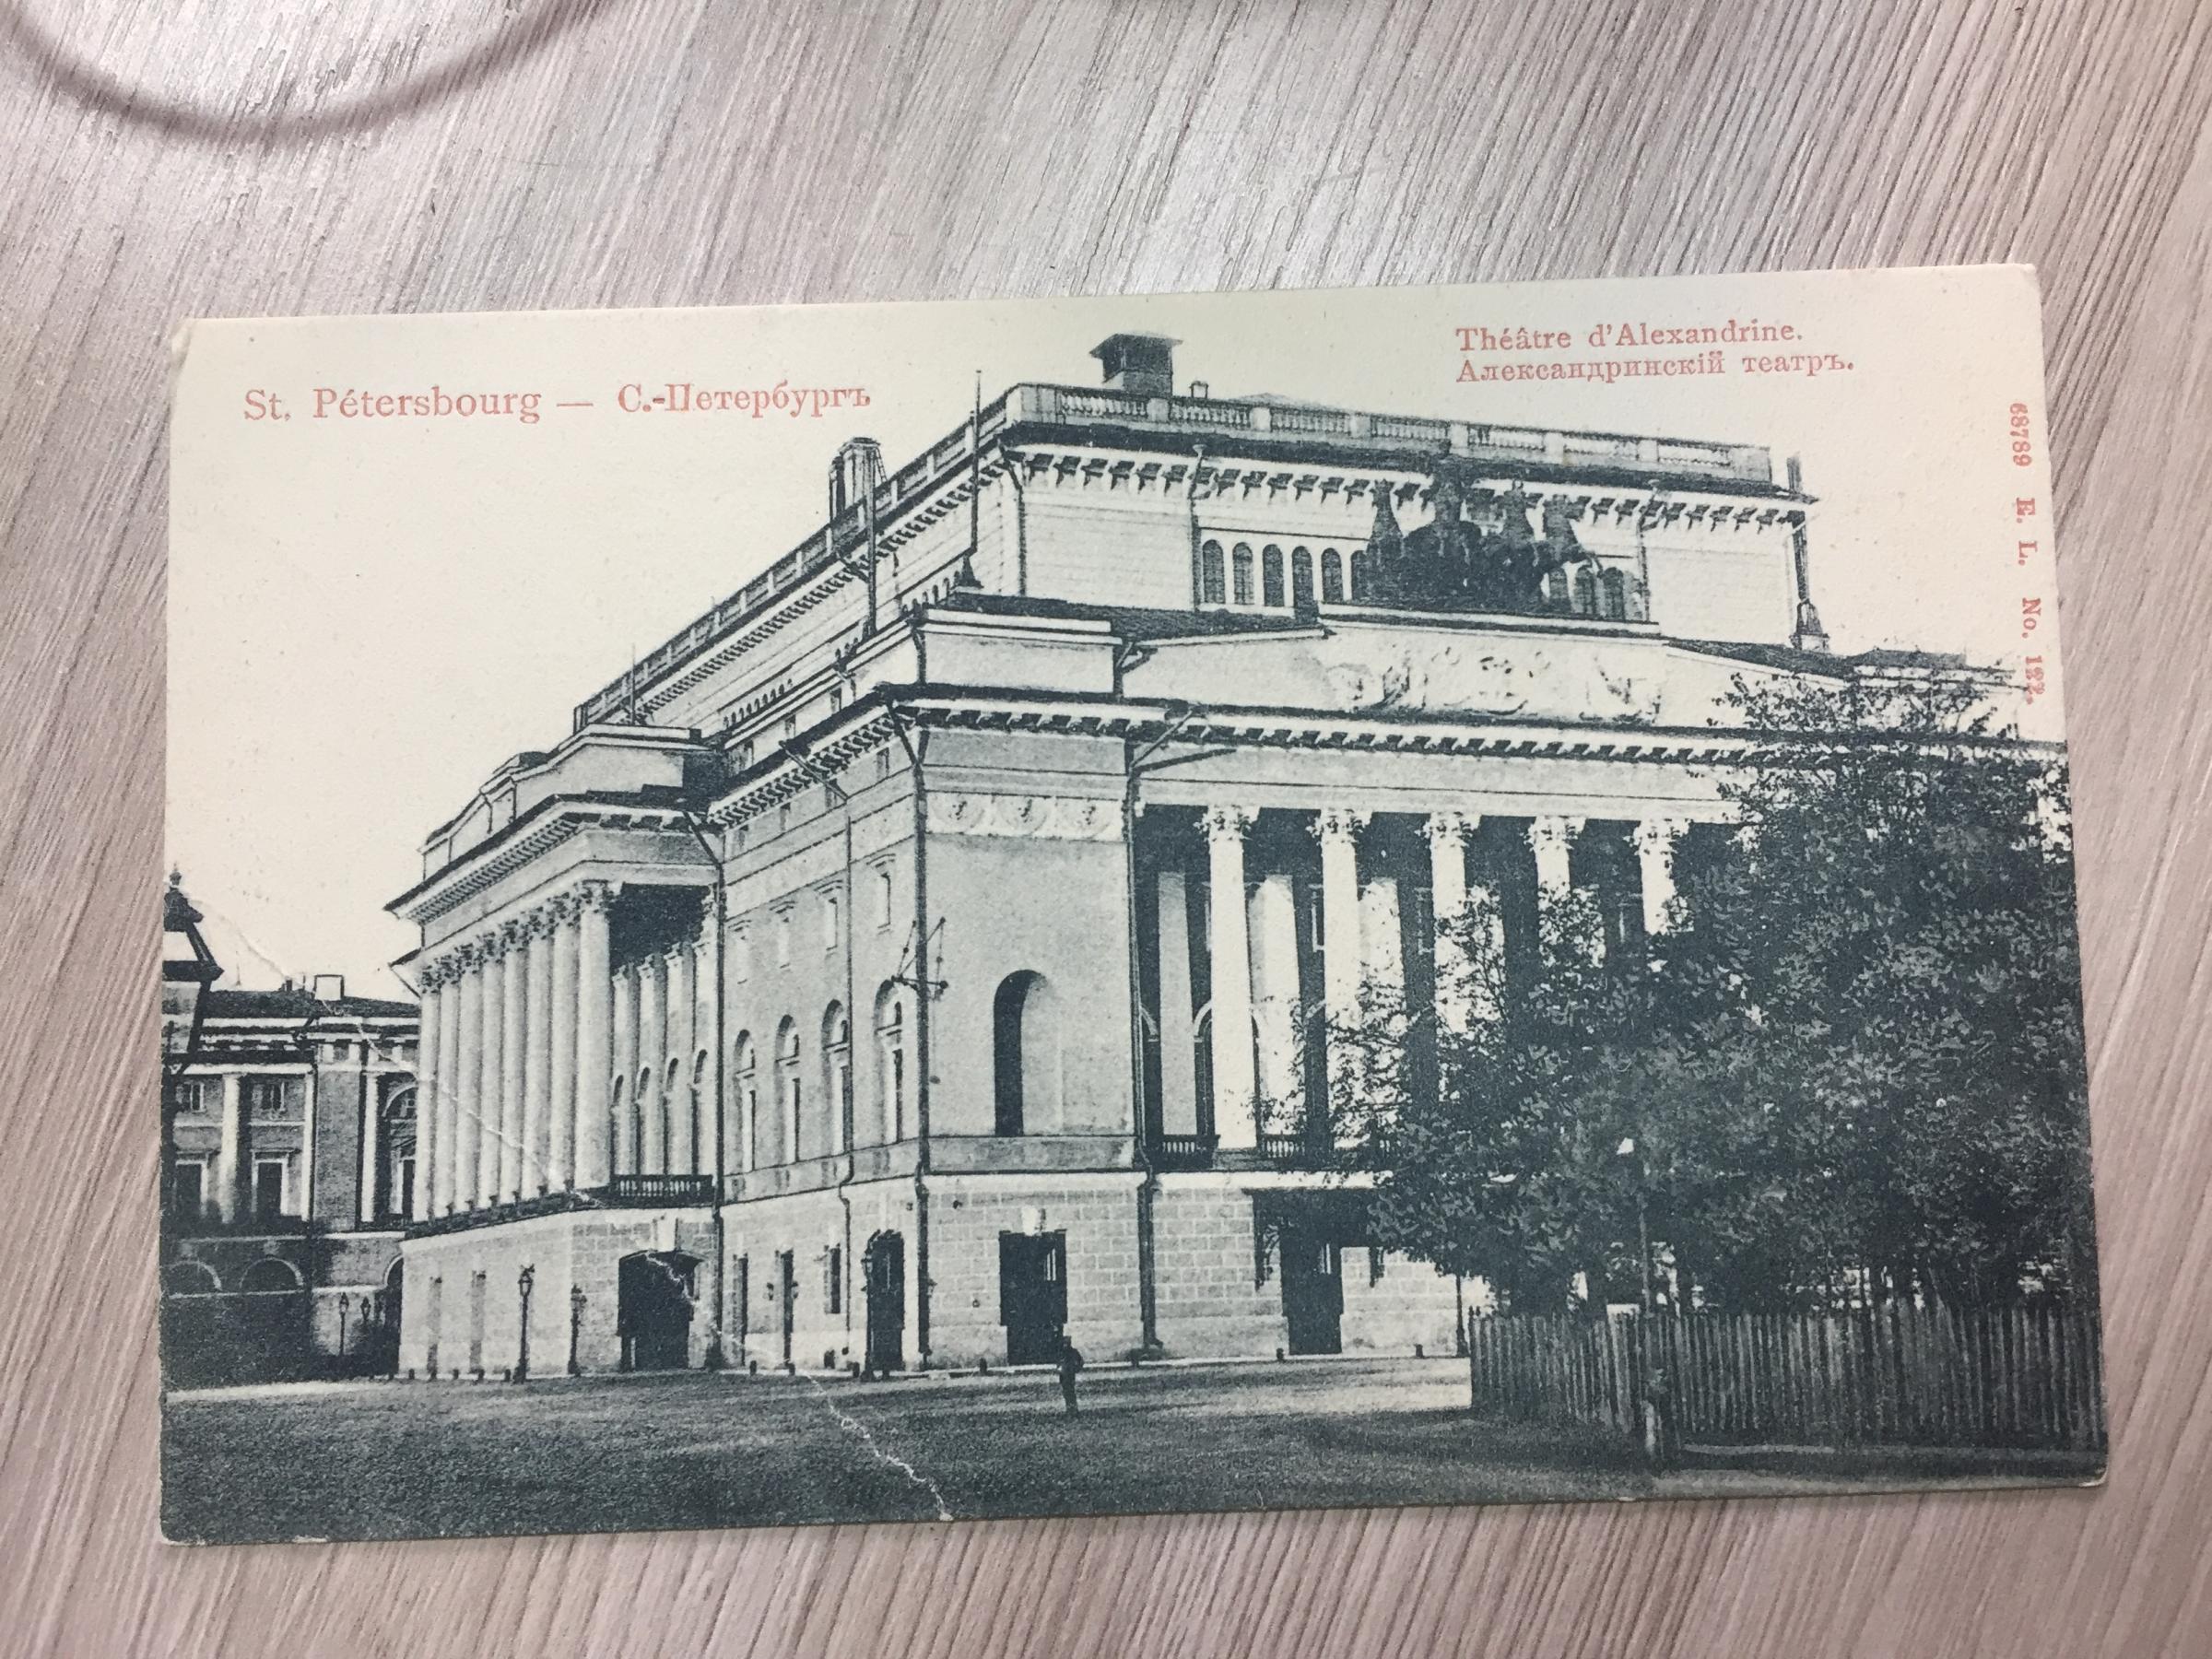 St. Pétersbourg — С.-Петербургъ
Théâtre d'Alexandrine.
Александринскій театръ.
68789 E. L. No. 122.